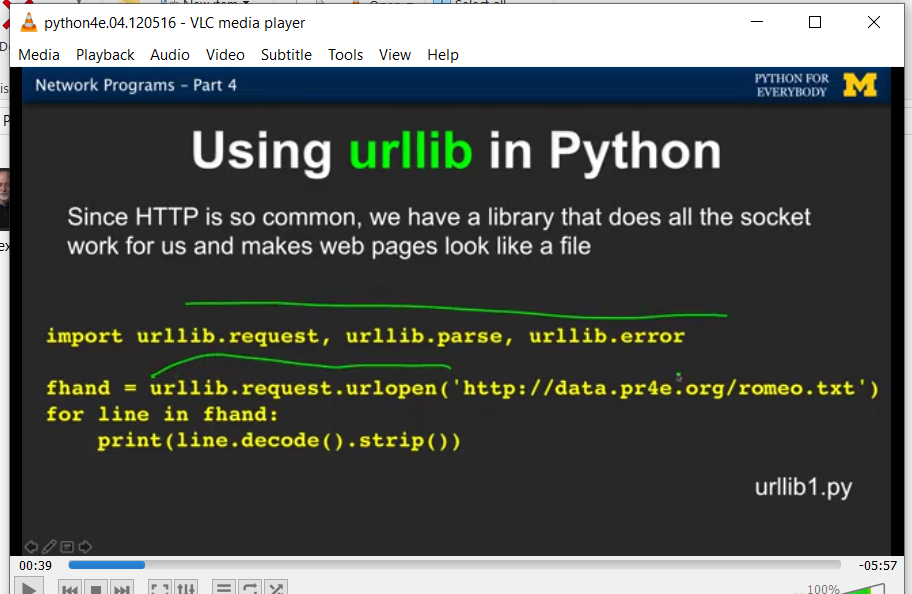 python4e.04.120516 - VLC media player
Media Playback Audio Video Subtitle Tools View Help
Network Programs – Part 4
PYTHON FOR
EVERYBODY
M
Using urllib in Python
Since HTTP is so common, we have a library that does all the socket
work for us and makes web pages look like a file
import urllib.request, urllib.parse, urllib.error
fhand = urllib.request.urlopen('http://data.pr4e.org/romeo.txt')
for line in fhand:
    print(line.decode().strip())
urllib1.py
00:39
-05:57
100%